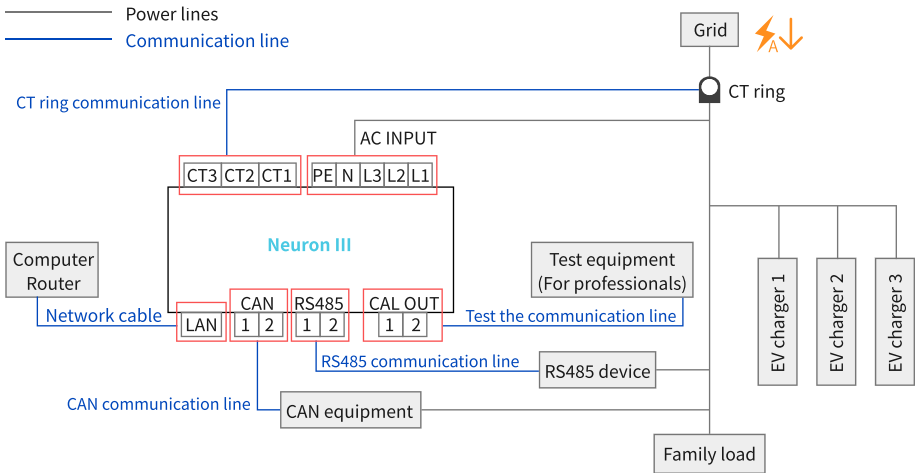 Power lines
Communication line
Grid
A
CT ring communication line
CT ring
AC INPUT
CT3 CT2 CT1 PE N L3 L2 L1
Neuron III
Computer
Router
Test equipment
(For professionals)
EV charger 1
EV charger 2
EV charger 3
CAN RS485 CAL OUT
LAN 1 2 1 2 1 2
Network cable
Test the communication line
RS485 communication line
RS485 device
CAN communication line
CAN equipment
Family load